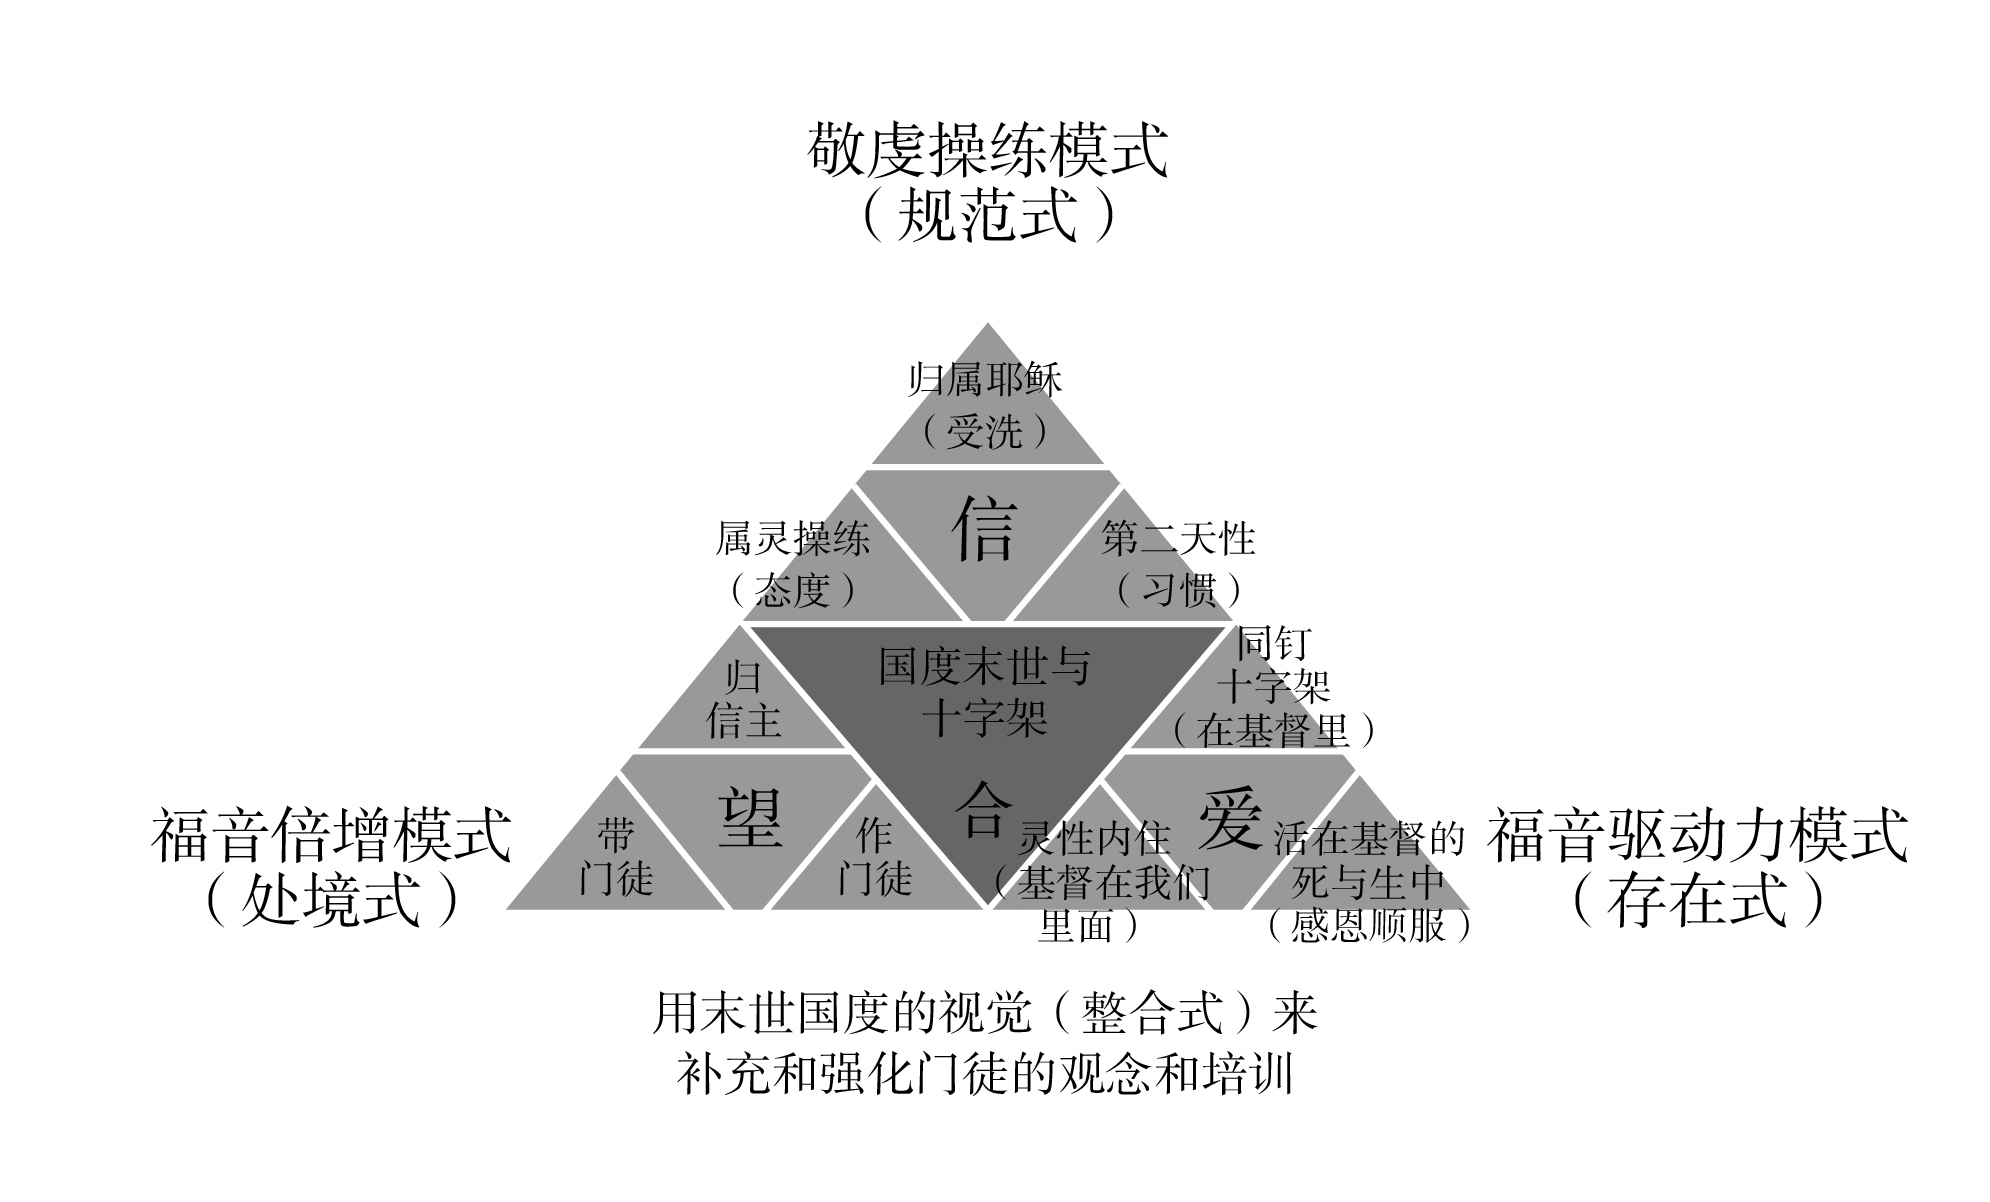 敬虔操练模式
（规范式）
归属耶稣
（受洗）
信
属灵操练
（态度）
第二天性
（习惯）
国度末世与
十字架
合
归
信主
望
带
门徒
作
门徒
同钉
十字架
（在基督里）
爱
灵性内住
（基督在我们
里面）
活在基督的
死与生中
（感恩顺服）
福音倍增模式
（处境式）
福音驱动力模式
（存在式）
用末世国度的视觉（整合式）来
补充和强化门徒的观念和培训